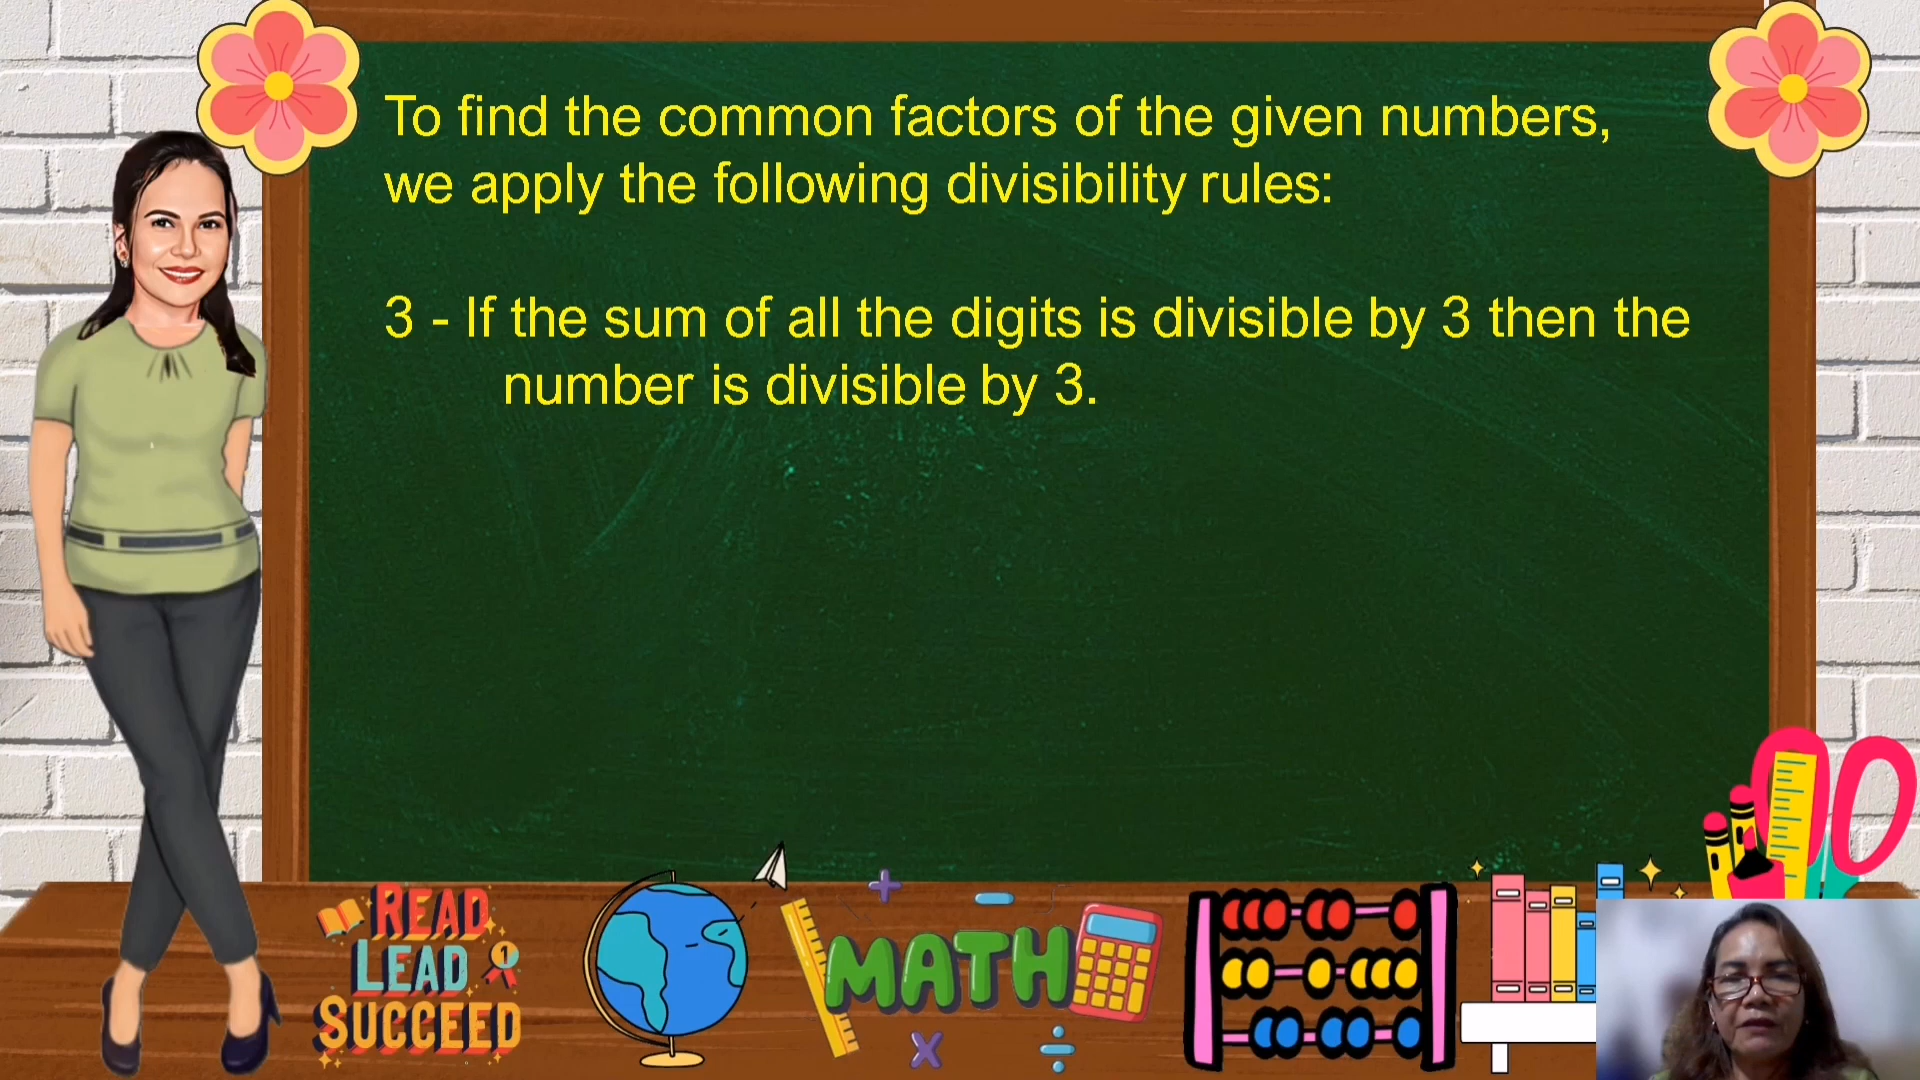 To find the common factors of the given numbers,
we apply the following divisibility rules:
3 - If the sum of all the digits is divisible by 3 then the
number is divisible by 3.
READ
LEAD
1
SUCCEED
MATH